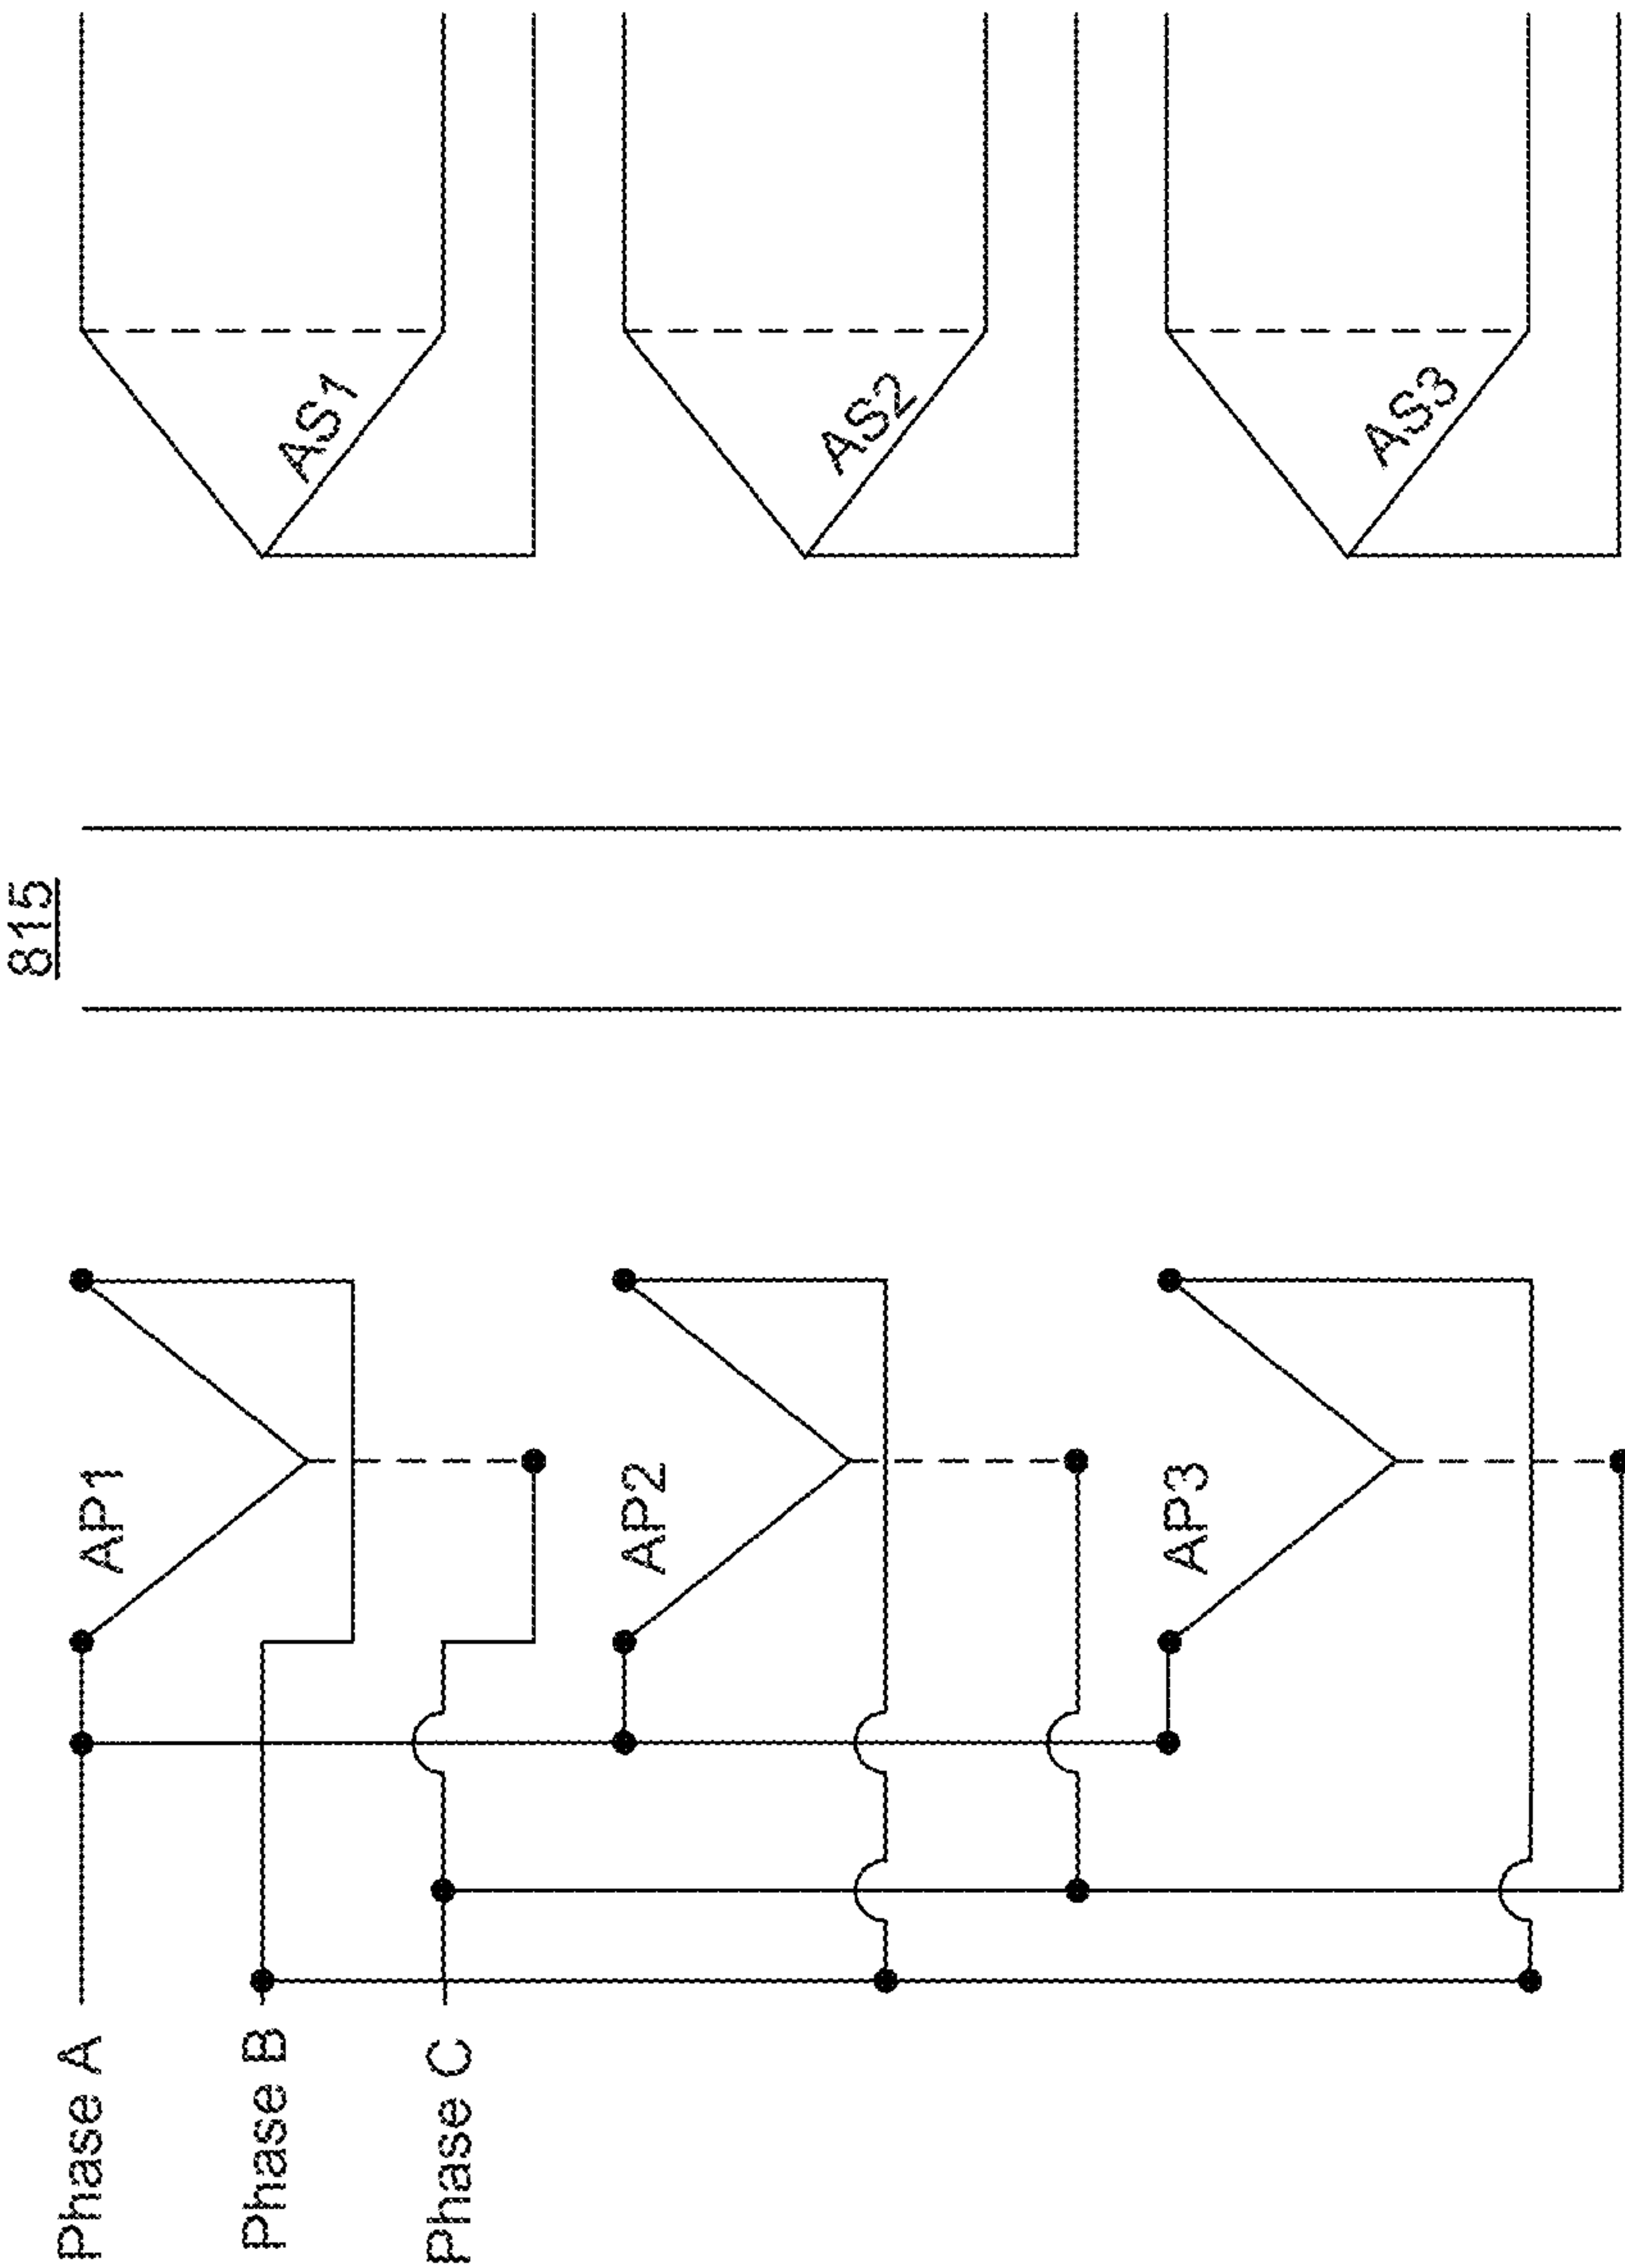 815
Phase A
Phase B
Phase C
AP1
AP2
AP3
AS1
AS2
AS3